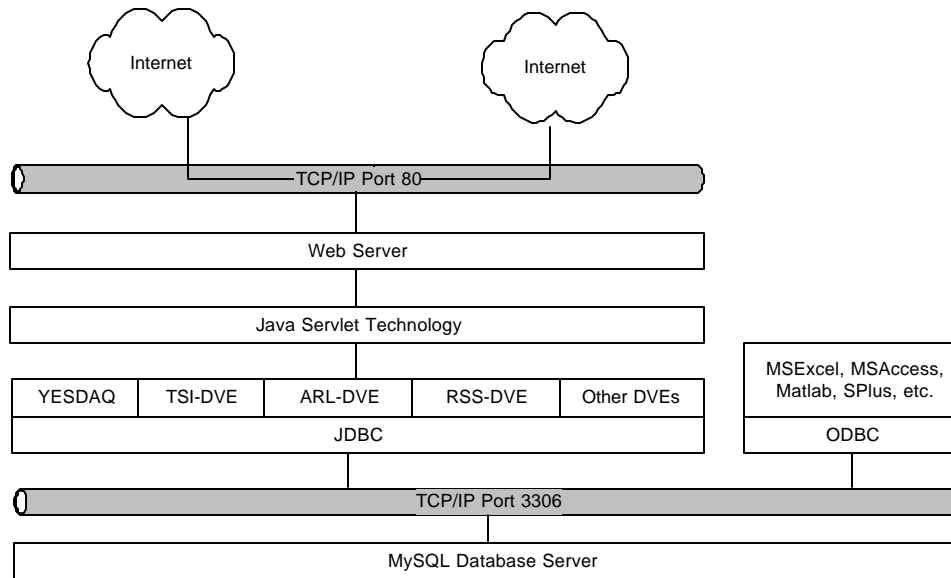 Internet
Internet
TCP/IP Port 80
Web Server
Java Servlet Technology
YESDAQ
TSI-DVE
ARL-DVE
RSS-DVE
Other DVEs
JDBC
MSExcel, MSAccess,
Matlab, SPlus, etc.
ODBC
TCP/IP Port 3306
MySQL Database Server